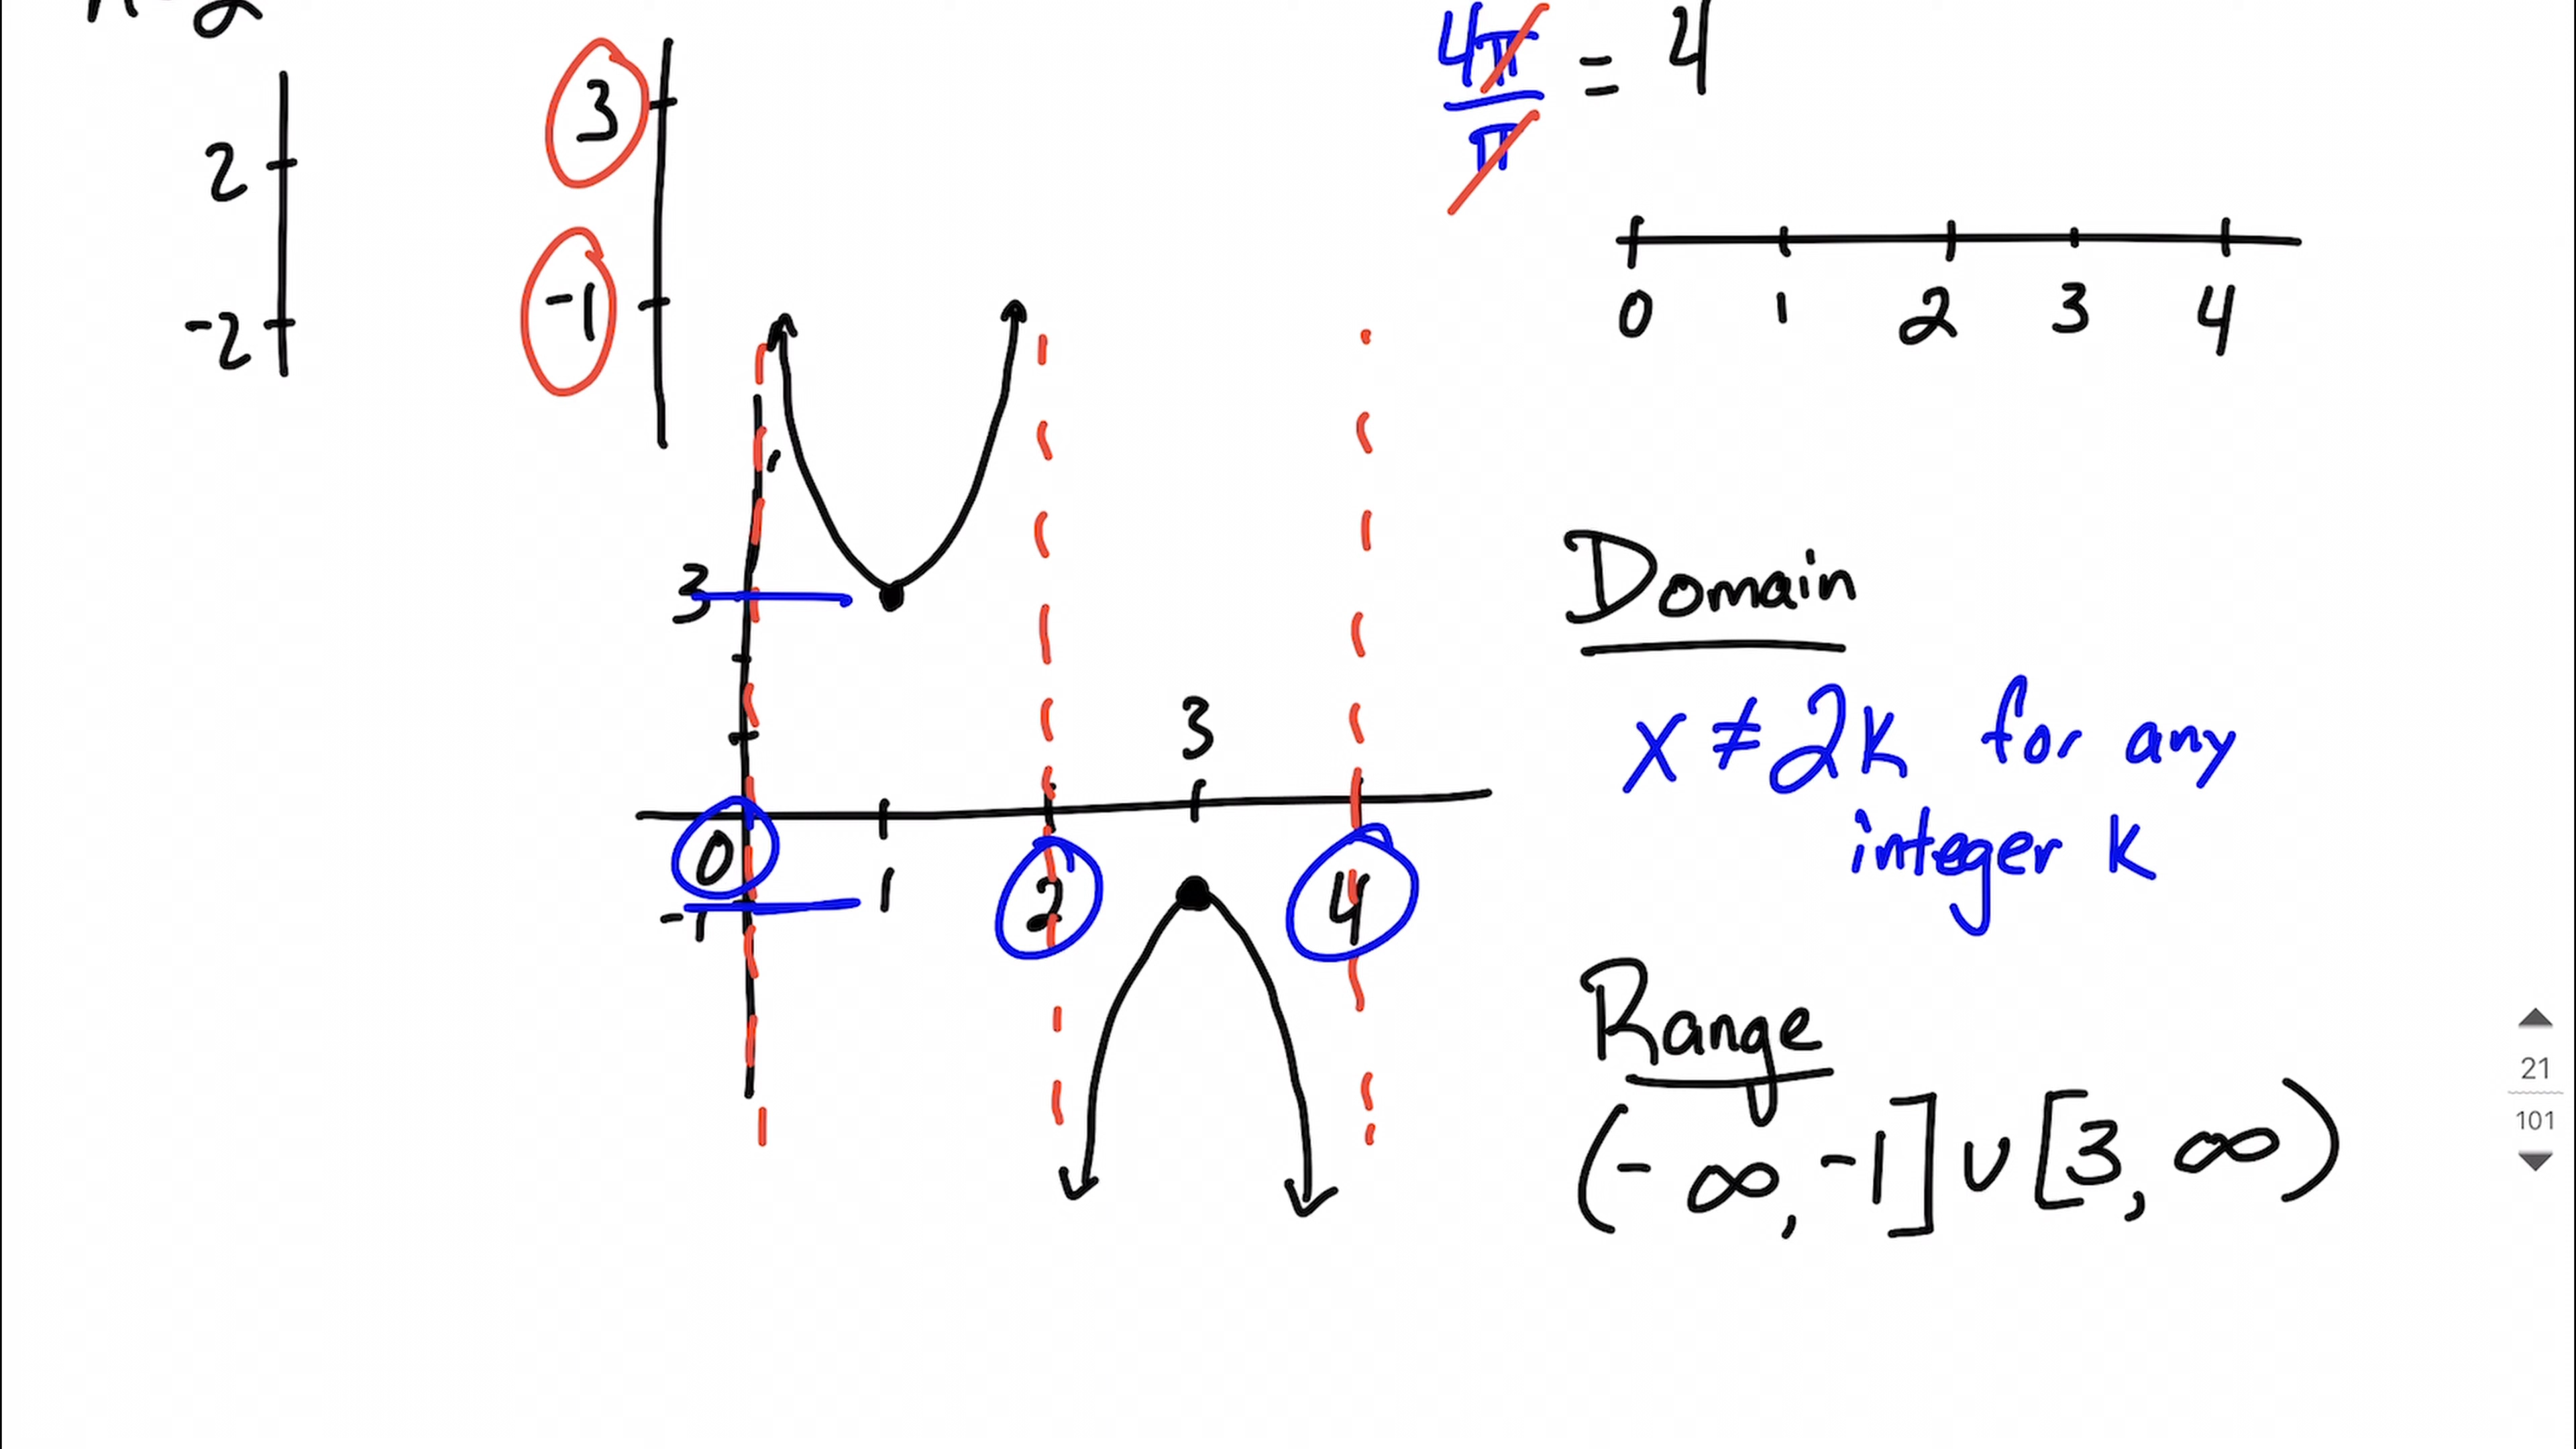 2
-2
3
-1
4π/π = 4
0 1 2 3 4
3
3
0 1 2 4
-1
Domain
x ≠ 2k for any
integer k
Range
(-∞, -1] ∪ [3, ∞)
21
101